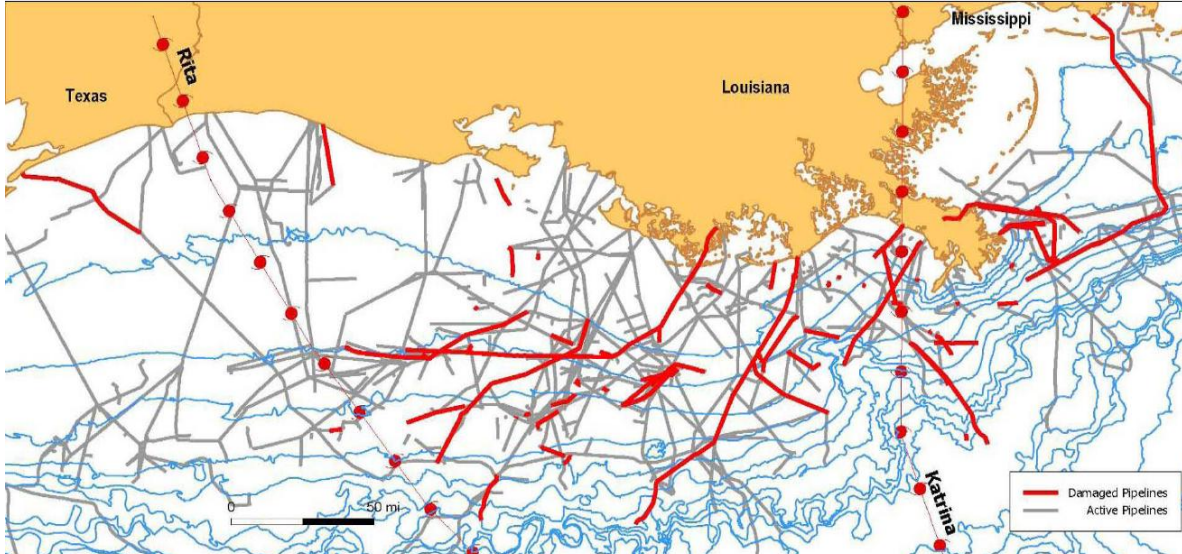 Mississippi
Rita
Texas
Louisiana
Katrina
0 50 mi
Damaged Pipelines
Active Pipelines